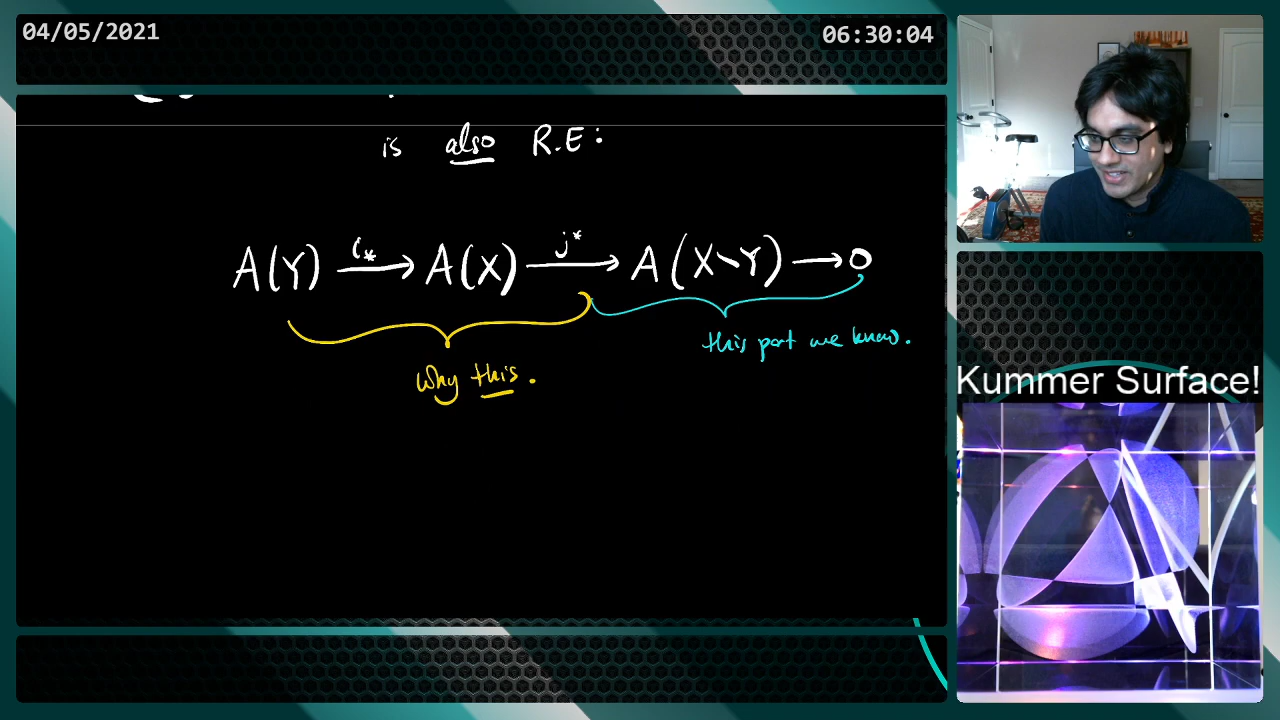 04/05/2021
06:30:04
is also R.E:
A(Y) i* → A(X) j* → A(X∖Y) → 0
this part we know.
Why this.
Kummer Surface!